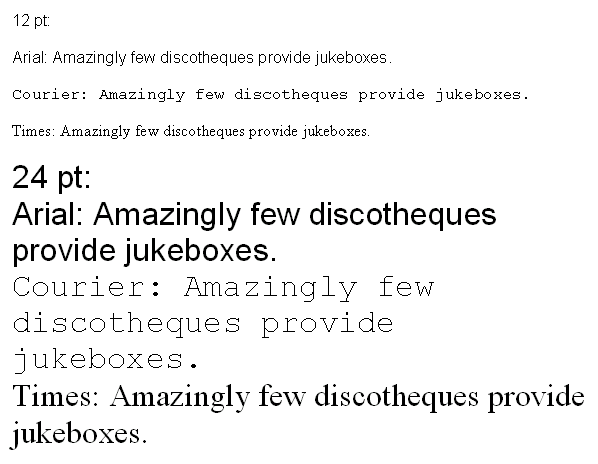 12 pt:
Arial: Amazingly few discotheques provide jukeboxes.
Courier: Amazingly few discotheques provide jukeboxes.
Times: Amazingly few discotheques provide jukeboxes.
24 pt:
Arial: Amazingly few discotheques
provide jukeboxes.
Courier: Amazingly few
discotheques provide
jukeboxes.
Times: Amazingly few discotheques provide
jukeboxes.